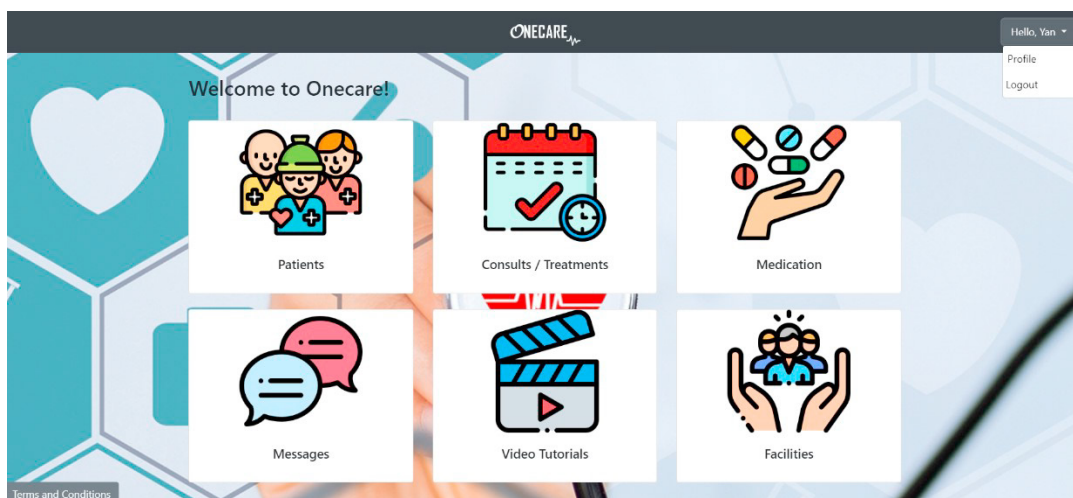 ONECARE
Hello, Yan
Profile
Logout
Welcome to Onecare!
Patients
Consults / Treatments
Medication
Messages
Video Tutorials
Facilities
Terms and Conditions